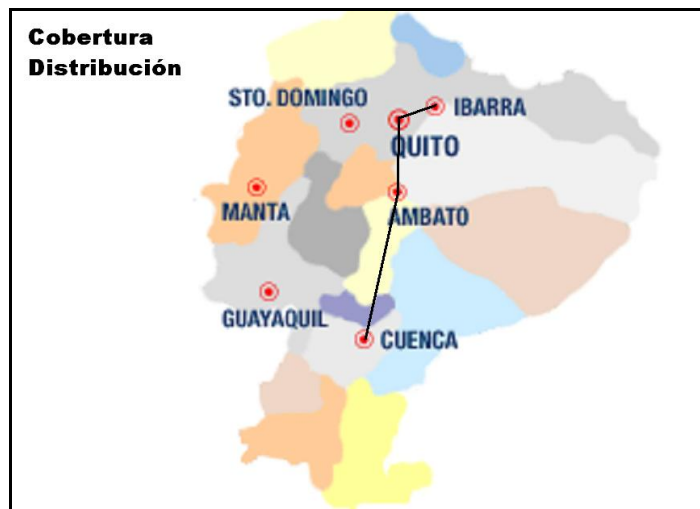 Cobertura
Distribución
STO. DOMINGO
IBARRA
QUITO
MANTA
AMBATO
GUAYAQUIL
CUENCA